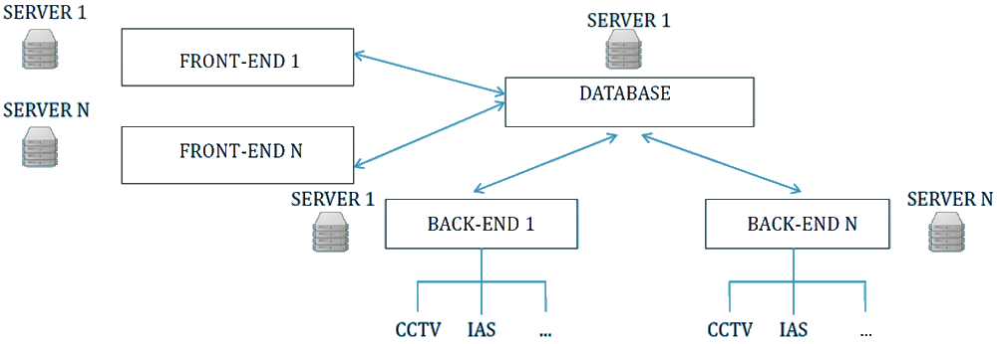 SERVER 1
FRONT-END 1
SERVER 1
DATABASE
SERVER N
FRONT-END N
SERVER 1
BACK-END 1
BACK-END N
SERVER N
CCTV IAS ...
CCTV IAS ...